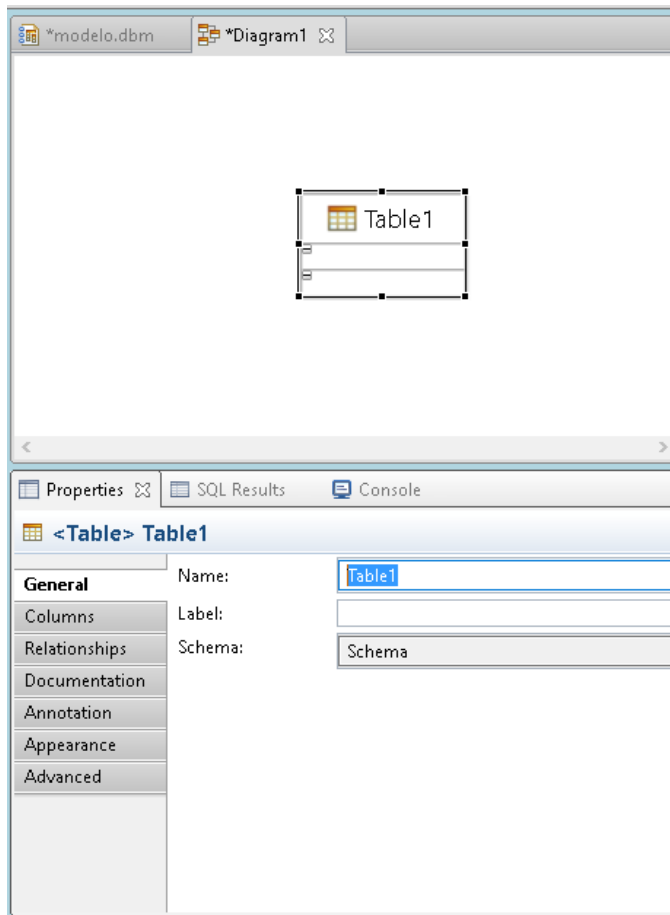 *modelo.dbm *Diagram1
Table1
Properties SQL Results Console
<Table> Table1
General
Columns
Relationships
Documentation
Annotation
Appearance
Advanced
Name: Table1
Label:
Schema: Schema